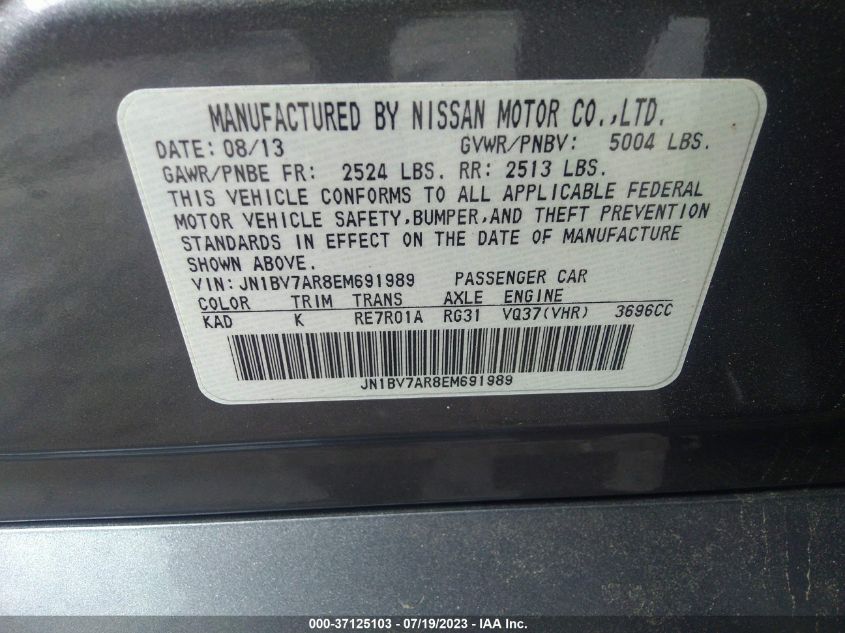 MANUFACTURED BY NISSAN MOTOR CO.,LTD.
DATE: 08/13 GVWR/PNBV: 5004 LBS.
GAWR/PNBE FR: 2524 LBS. RR: 2513 LBS.
THIS VEHICLE CONFORMS TO ALL APPLICABLE FEDERAL
MOTOR VEHICLE SAFETY,BUMPER,AND THEFT PREVENTION
STANDARDS IN EFFECT ON THE DATE OF MANUFACTURE
SHOWN ABOVE.
VIN: JN1BV7AR8EM691989 PASSENGER CAR
COLOR TRIM TRANS AXLE ENGINE
KAD K RE7R01A RG31 VQ37(VHR) 3696CC
JN1BV7AR8EM691989
000-37125103 - 07/19/2023 - IAA Inc.